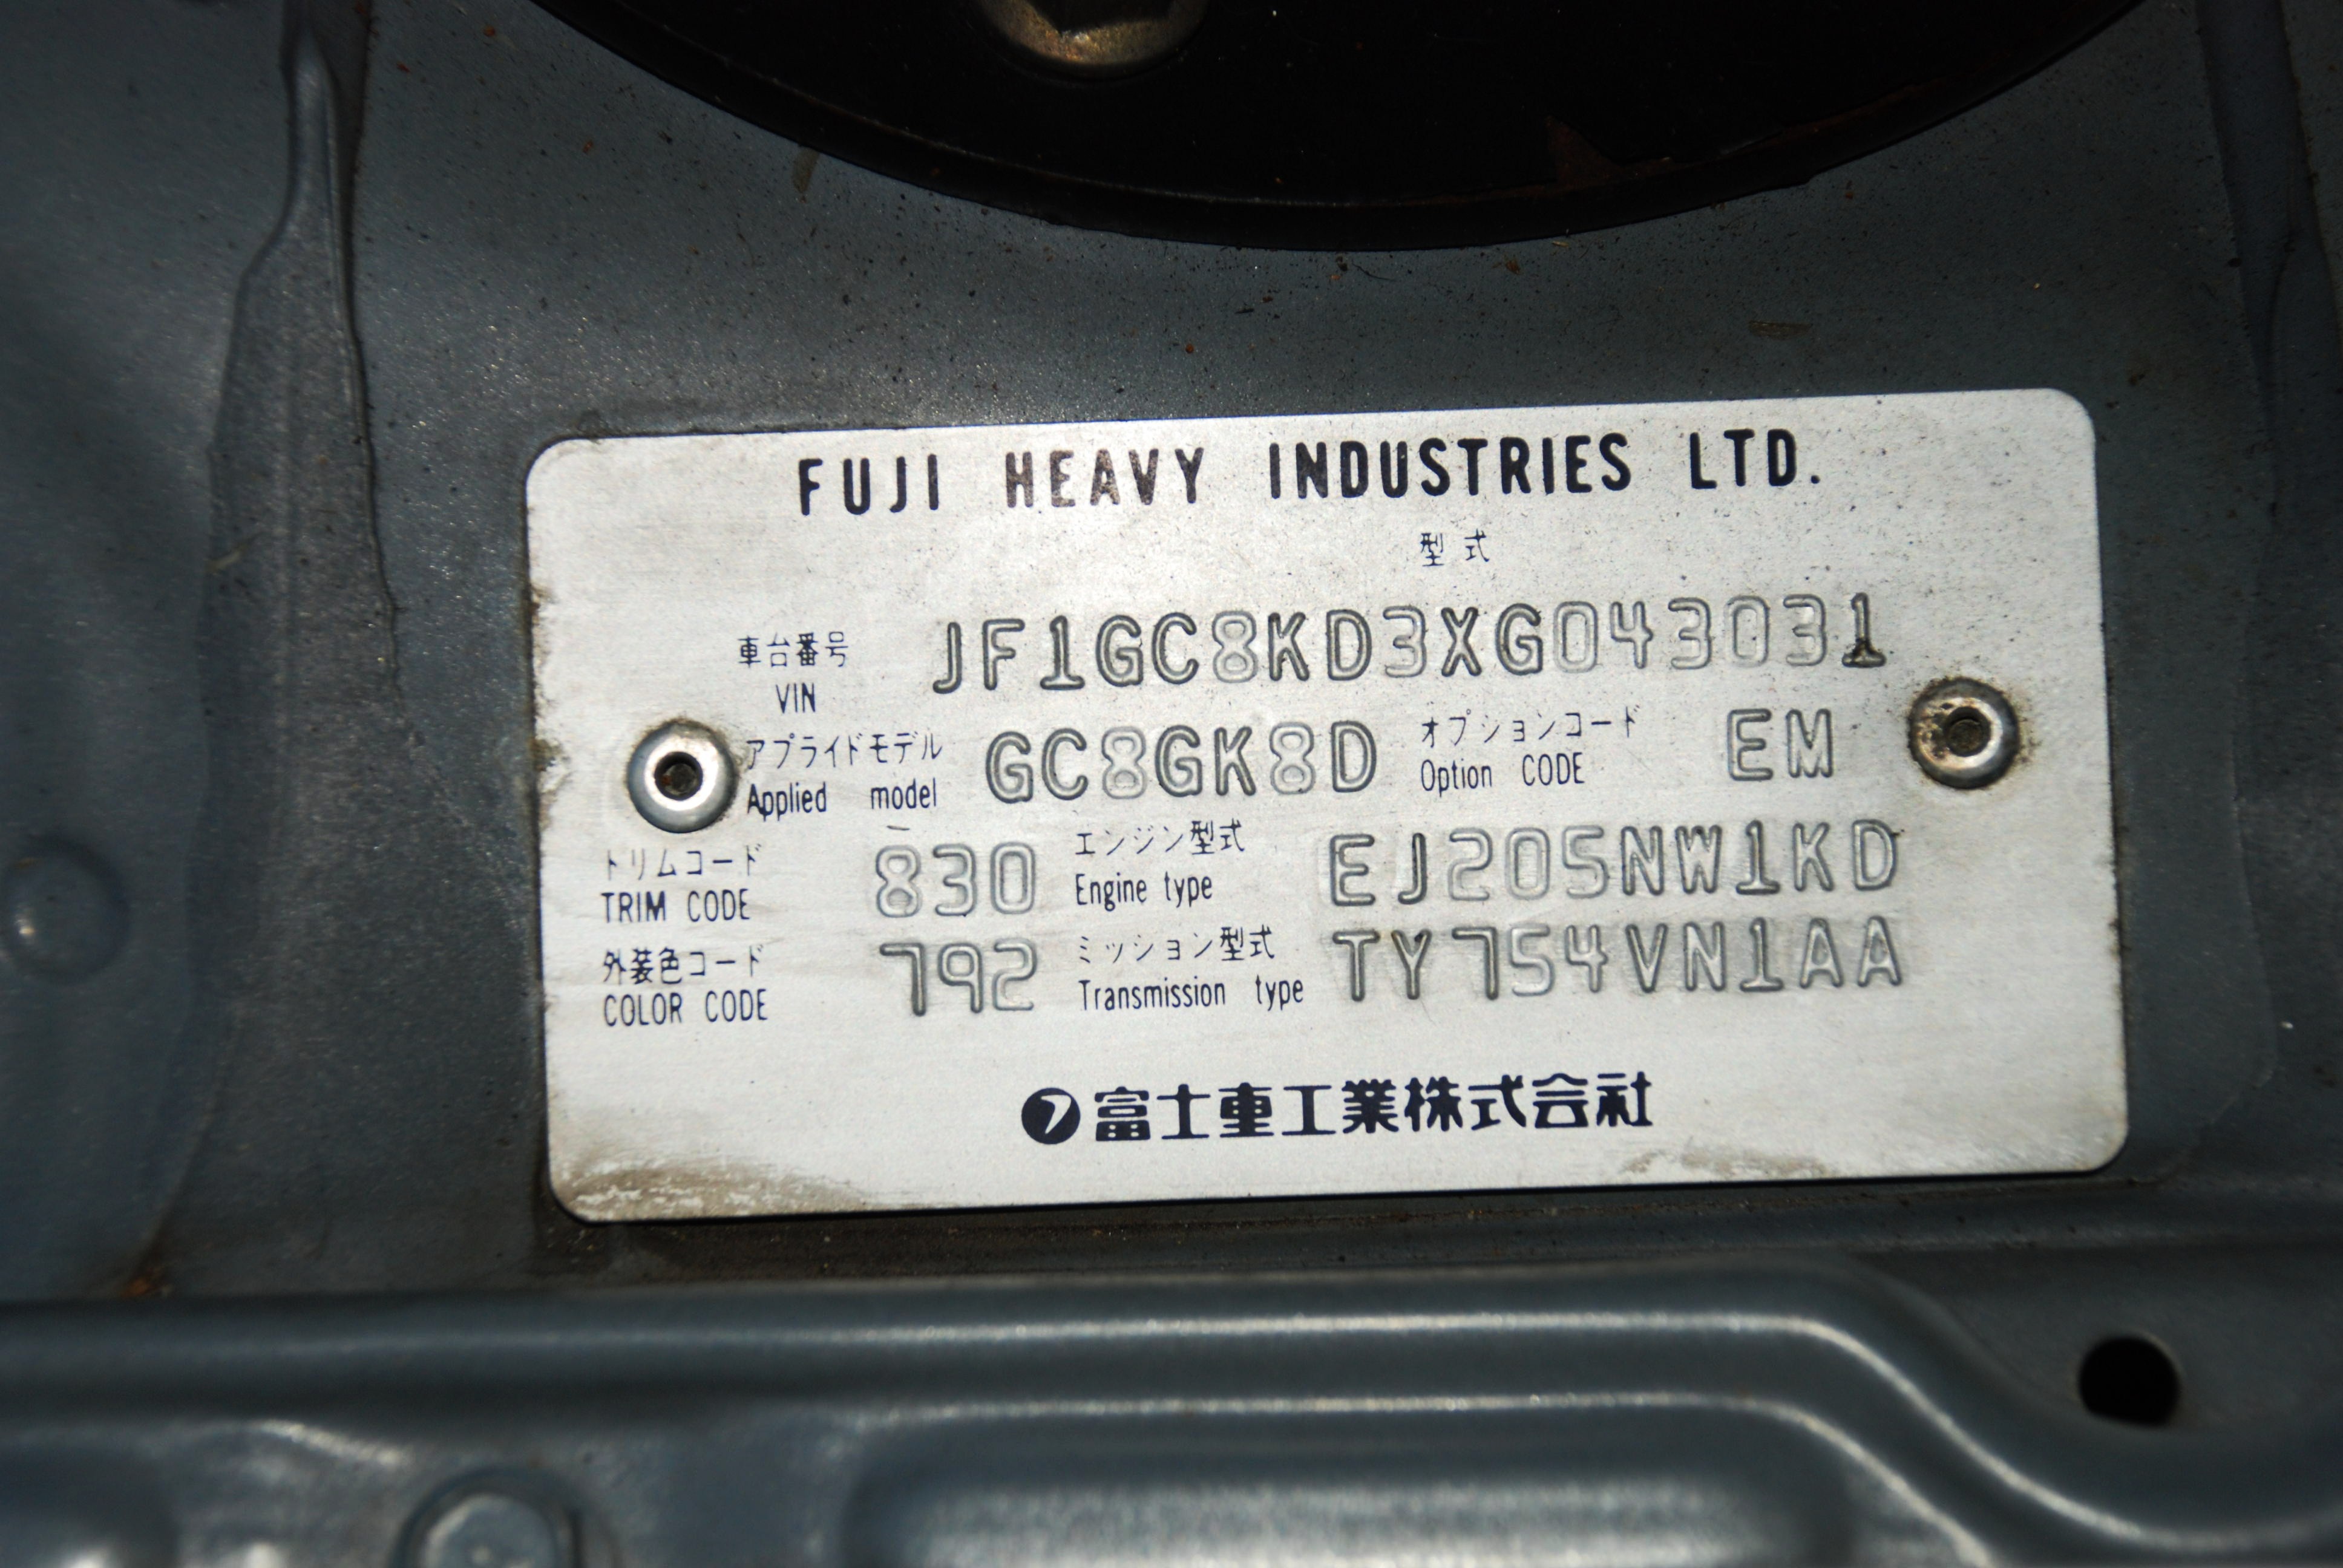 FUJI HEAVY INDUSTRIES LTD.
型式
車台番号
VIN JF1GC8KD3XG043031
アプライドモデル オプションコード
Applied model GC8GK8D Option CODE EM
トリムコード エンジン型式
TRIM CODE 830 Engine type EJ205NW1KD
外装色コード ミッション型式
COLOR CODE 792 Transmission type TY754VN1AA
富士重工業株式会社